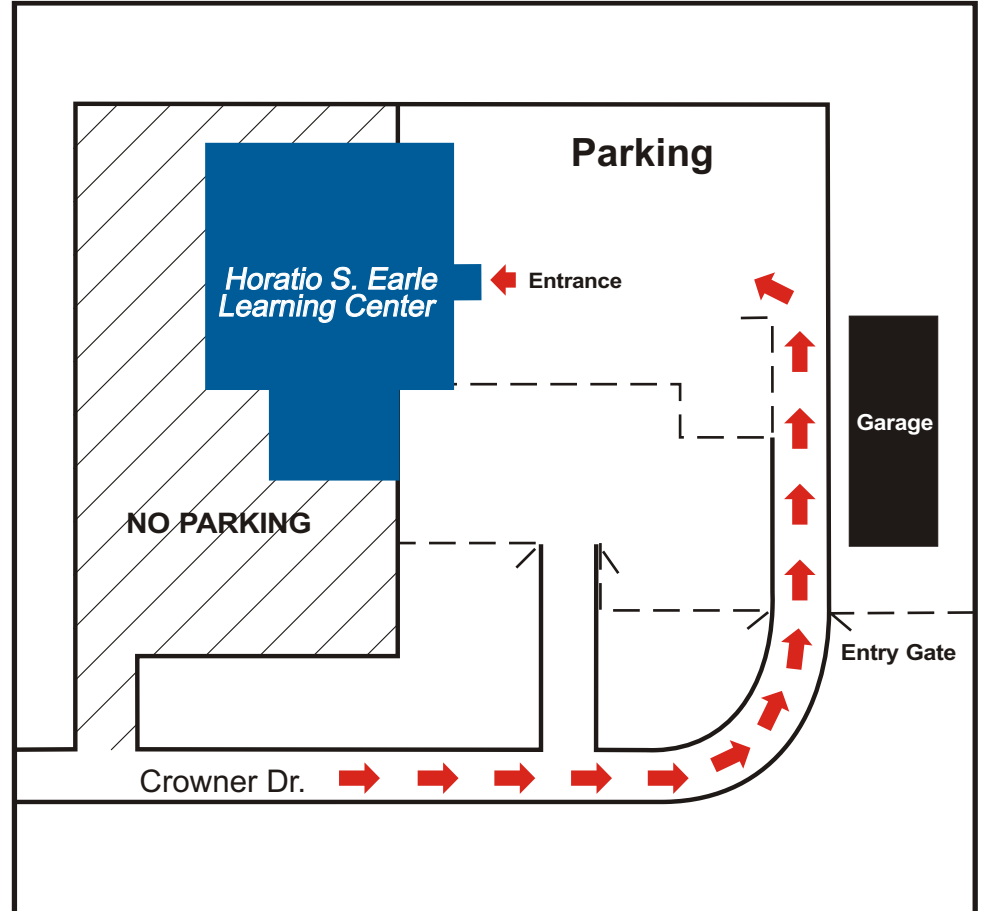 Parking
Horatio S. Earle
Learning Center
Entrance
Garage
NO PARKING
Entry Gate
Crowner Dr.